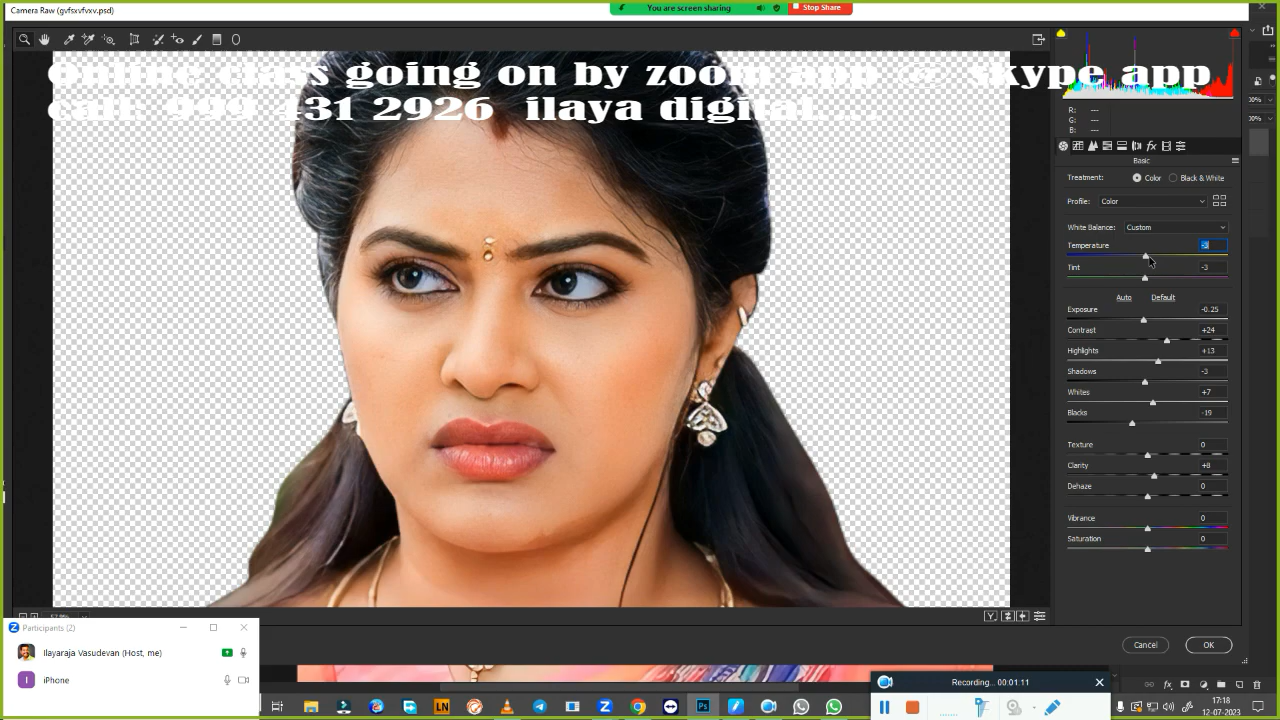 Camera Raw (gvfsxvfvxv.psd)
You are screen sharing
Stop Share
Online class going on by zoom app @ skype app
call: 999 431 2926 ilaya digital....
R: ---
G: ---
B: ---
Basic
Treatment: Color Black & White
Profile: Color
White Balance: Custom
Temperature -3
Tint -3
Auto Default
Exposure -0.25
Contrast +24
Highlights +13
Shadows -3
Whites +7
Blacks -19
Texture 0
Clarity +8
Dehaze 0
Vibrance 0
Saturation 0
Cancel OK
Participants (2)
Ilayaraja Vasudevan (Host, me)
I iPhone
Recording... 00:01:11
LN
Ps
17:18
12-07-2023